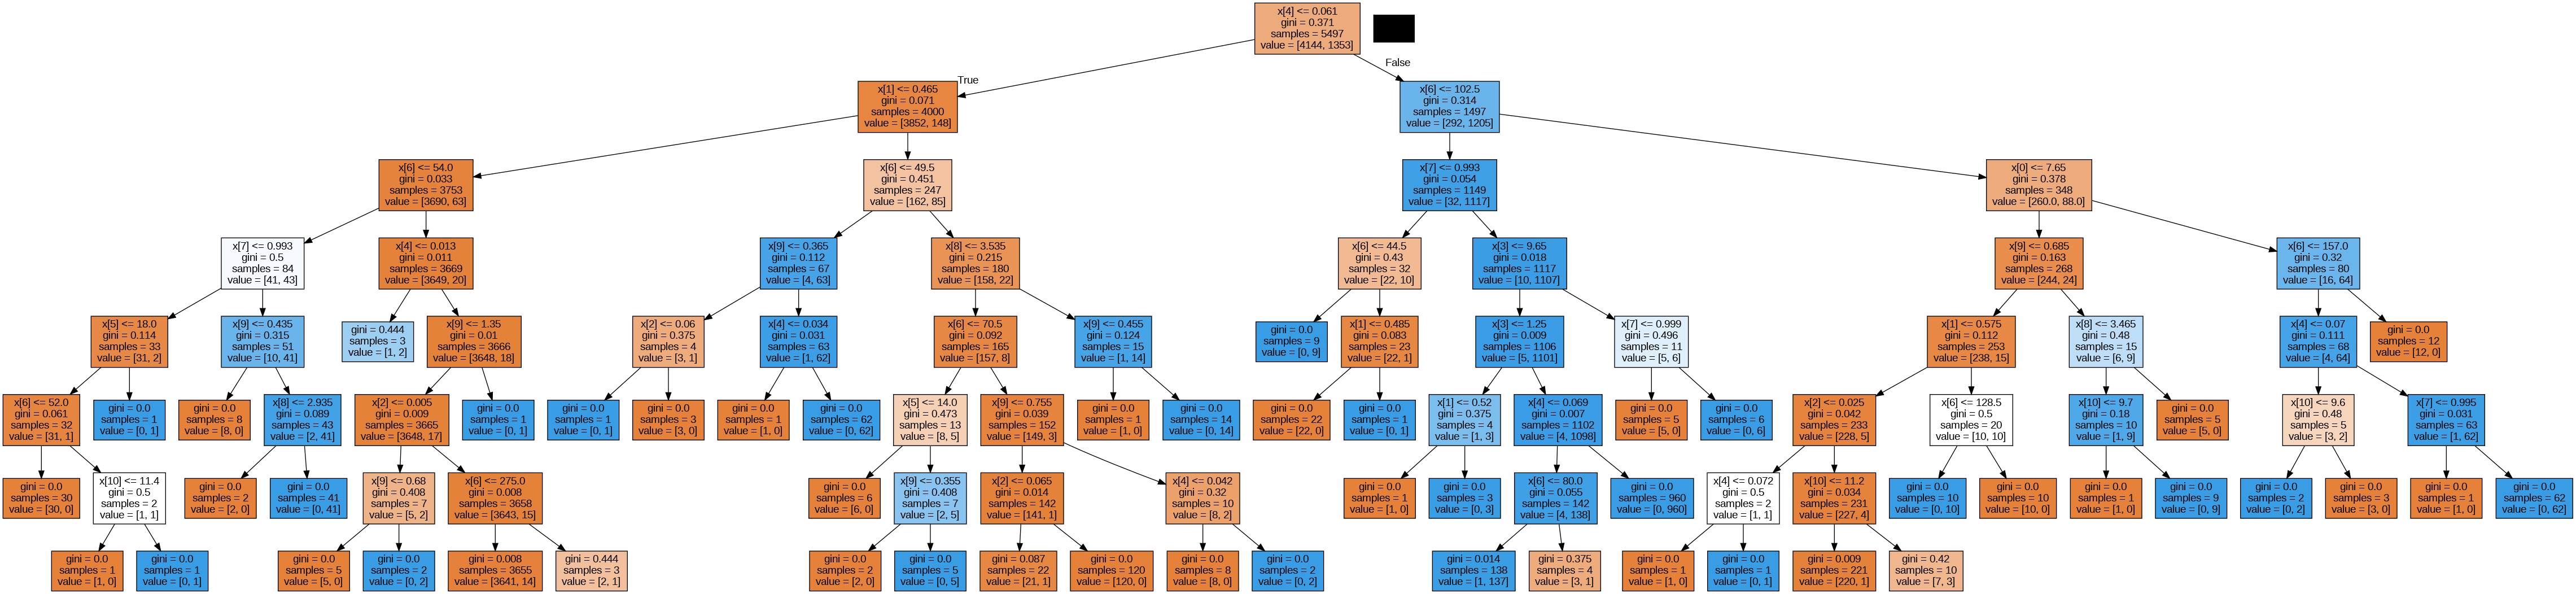 x[4] <= 0.061
gini = 0.371
samples = 5497
value = [4144, 1353]
True
False
x[1] <= 0.465
gini = 0.071
samples = 4000
value = [3852, 148]
x[6] <= 102.5
gini = 0.314
samples = 1497
value = [292, 1205]
x[6] <= 54.0
gini = 0.033
samples = 3753
value = [3690, 63]
x[6] <= 49.5
gini = 0.451
samples = 247
value = [162, 85]
x[7] <= 0.993
gini = 0.054
samples = 1149
value = [32, 1117]
x[0] <= 7.65
gini = 0.378
samples = 348
value = [260.0, 88.0]
x[7] <= 0.993
gini = 0.5
samples = 84
value = [41, 43]
x[4] <= 0.013
gini = 0.011
samples = 3669
value = [3649, 20]
x[9] <= 0.365
gini = 0.112
samples = 67
value = [4, 63]
x[8] <= 3.535
gini = 0.215
samples = 180
value = [158, 22]
x[6] <= 44.5
gini = 0.43
samples = 32
value = [22, 10]
x[3] <= 9.65
gini = 0.018
samples = 1117
value = [10, 1107]
x[9] <= 0.685
gini = 0.163
samples = 268
value = [244, 24]
x[6] <= 157.0
gini = 0.32
samples = 80
value = [16, 64]
x[5] <= 18.0
gini = 0.114
samples = 33
value = [31, 2]
x[9] <= 0.435
gini = 0.315
samples = 51
value = [10, 41]
gini = 0.444
samples = 3
value = [1, 2]
x[9] <= 1.35
gini = 0.01
samples = 3666
value = [3648, 18]
x[2] <= 0.06
gini = 0.375
samples = 4
value = [3, 1]
x[4] <= 0.034
gini = 0.031
samples = 63
value = [1, 62]
x[6] <= 70.5
gini = 0.092
samples = 165
value = [157, 8]
x[9] <= 0.455
gini = 0.124
samples = 15
value = [1, 14]
gini = 0.0
samples = 9
value = [0, 9]
x[1] <= 0.485
gini = 0.083
samples = 23
value = [22, 1]
x[3] <= 1.25
gini = 0.009
samples = 1106
value = [5, 1101]
x[7] <= 0.999
gini = 0.496
samples = 11
value = [5, 6]
x[1] <= 0.575
gini = 0.112
samples = 253
value = [238, 15]
x[8] <= 3.465
gini = 0.48
samples = 15
value = [6, 9]
x[4] <= 0.07
gini = 0.111
samples = 68
value = [4, 64]
gini = 0.0
samples = 12
value = [12, 0]
x[6] <= 52.0
gini = 0.061
samples = 32
value = [31, 1]
gini = 0.0
samples = 1
value = [0, 1]
gini = 0.0
samples = 8
value = [8, 0]
x[8] <= 2.935
gini = 0.089
samples = 43
value = [2, 41]
x[2] <= 0.005
gini = 0.009
samples = 3665
value = [3648, 17]
gini = 0.0
samples = 1
value = [0, 1]
gini = 0.0
samples = 1
value = [0, 1]
gini = 0.0
samples = 3
value = [3, 0]
gini = 0.0
samples = 1
value = [1, 0]
gini = 0.0
samples = 62
value = [0, 62]
x[5] <= 14.0
gini = 0.473
samples = 13
value = [8, 5]
x[9] <= 0.755
gini = 0.039
samples = 152
value = [149, 3]
gini = 0.0
samples = 1
value = [1, 0]
gini = 0.0
samples = 14
value = [0, 14]
gini = 0.0
samples = 22
value = [22, 0]
gini = 0.0
samples = 1
value = [0, 1]
x[1] <= 0.52
gini = 0.375
samples = 4
value = [1, 3]
x[4] <= 0.069
gini = 0.007
samples = 1102
value = [4, 1098]
gini = 0.0
samples = 5
value = [5, 0]
gini = 0.0
samples = 6
value = [0, 6]
x[2] <= 0.025
gini = 0.042
samples = 233
value = [228, 5]
x[6] <= 128.5
gini = 0.5
samples = 20
value = [10, 10]
x[10] <= 9.7
gini = 0.18
samples = 10
value = [1, 9]
gini = 0.0
samples = 5
value = [5, 0]
x[10] <= 9.6
gini = 0.48
samples = 5
value = [3, 2]
x[7] <= 0.995
gini = 0.031
samples = 63
value = [1, 62]
gini = 0.0
samples = 30
value = [30, 0]
x[10] <= 11.4
gini = 0.5
samples = 2
value = [1, 1]
gini = 0.0
samples = 2
value = [2, 0]
gini = 0.0
samples = 41
value = [0, 41]
x[9] <= 0.68
gini = 0.408
samples = 7
value = [5, 2]
x[6] <= 275.0
gini = 0.008
samples = 3658
value = [3643, 15]
gini = 0.0
samples = 6
value = [6, 0]
x[9] <= 0.355
gini = 0.408
samples = 7
value = [2, 5]
x[2] <= 0.065
gini = 0.014
samples = 142
value = [141, 1]
x[4] <= 0.042
gini = 0.32
samples = 10
value = [8, 2]
gini = 0.0
samples = 1
value = [1, 0]
gini = 0.0
samples = 3
value = [0, 3]
x[6] <= 80.0
gini = 0.055
samples = 142
value = [4, 138]
gini = 0.0
samples = 960
value = [0, 960]
x[4] <= 0.072
gini = 0.5
samples = 2
value = [1, 1]
x[10] <= 11.2
gini = 0.034
samples = 231
value = [227, 4]
gini = 0.0
samples = 10
value = [0, 10]
gini = 0.0
samples = 10
value = [10, 0]
gini = 0.0
samples = 1
value = [1, 0]
gini = 0.0
samples = 9
value = [0, 9]
gini = 0.0
samples = 2
value = [0, 2]
gini = 0.0
samples = 3
value = [3, 0]
gini = 0.0
samples = 1
value = [1, 0]
gini = 0.0
samples = 62
value = [0, 62]
gini = 0.0
samples = 1
value = [1, 0]
gini = 0.0
samples = 1
value = [0, 1]
gini = 0.0
samples = 5
value = [5, 0]
gini = 0.0
samples = 2
value = [0, 2]
gini = 0.008
samples = 3655
value = [3641, 14]
gini = 0.444
samples = 3
value = [2, 1]
gini = 0.0
samples = 2
value = [2, 0]
gini = 0.0
samples = 5
value = [0, 5]
gini = 0.087
samples = 22
value = [21, 1]
gini = 0.0
samples = 120
value = [120, 0]
gini = 0.0
samples = 8
value = [8, 0]
gini = 0.0
samples = 2
value = [0, 2]
gini = 0.014
samples = 138
value = [1, 137]
gini = 0.375
samples = 4
value = [3, 1]
gini = 0.0
samples = 1
value = [1, 0]
gini = 0.0
samples = 1
value = [0, 1]
gini = 0.009
samples = 221
value = [220, 1]
gini = 0.42
samples = 10
value = [7, 3]